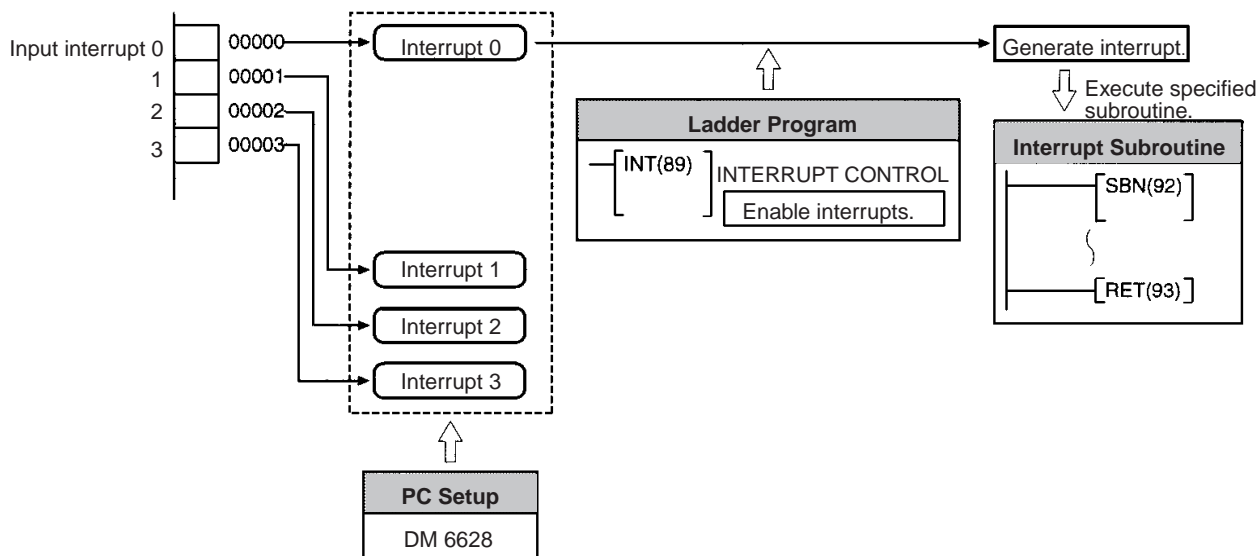 Input interrupt 0
00000
Interrupt 0
Generate interrupt.
1
00001
2
00002
3
00003
Execute specified
subroutine.
Ladder Program
INT(89)
INTERRUPT CONTROL
Enable interrupts.
Interrupt Subroutine
SBN(92)
RET(93)
Interrupt 1
Interrupt 2
Interrupt 3
PC Setup
DM 6628